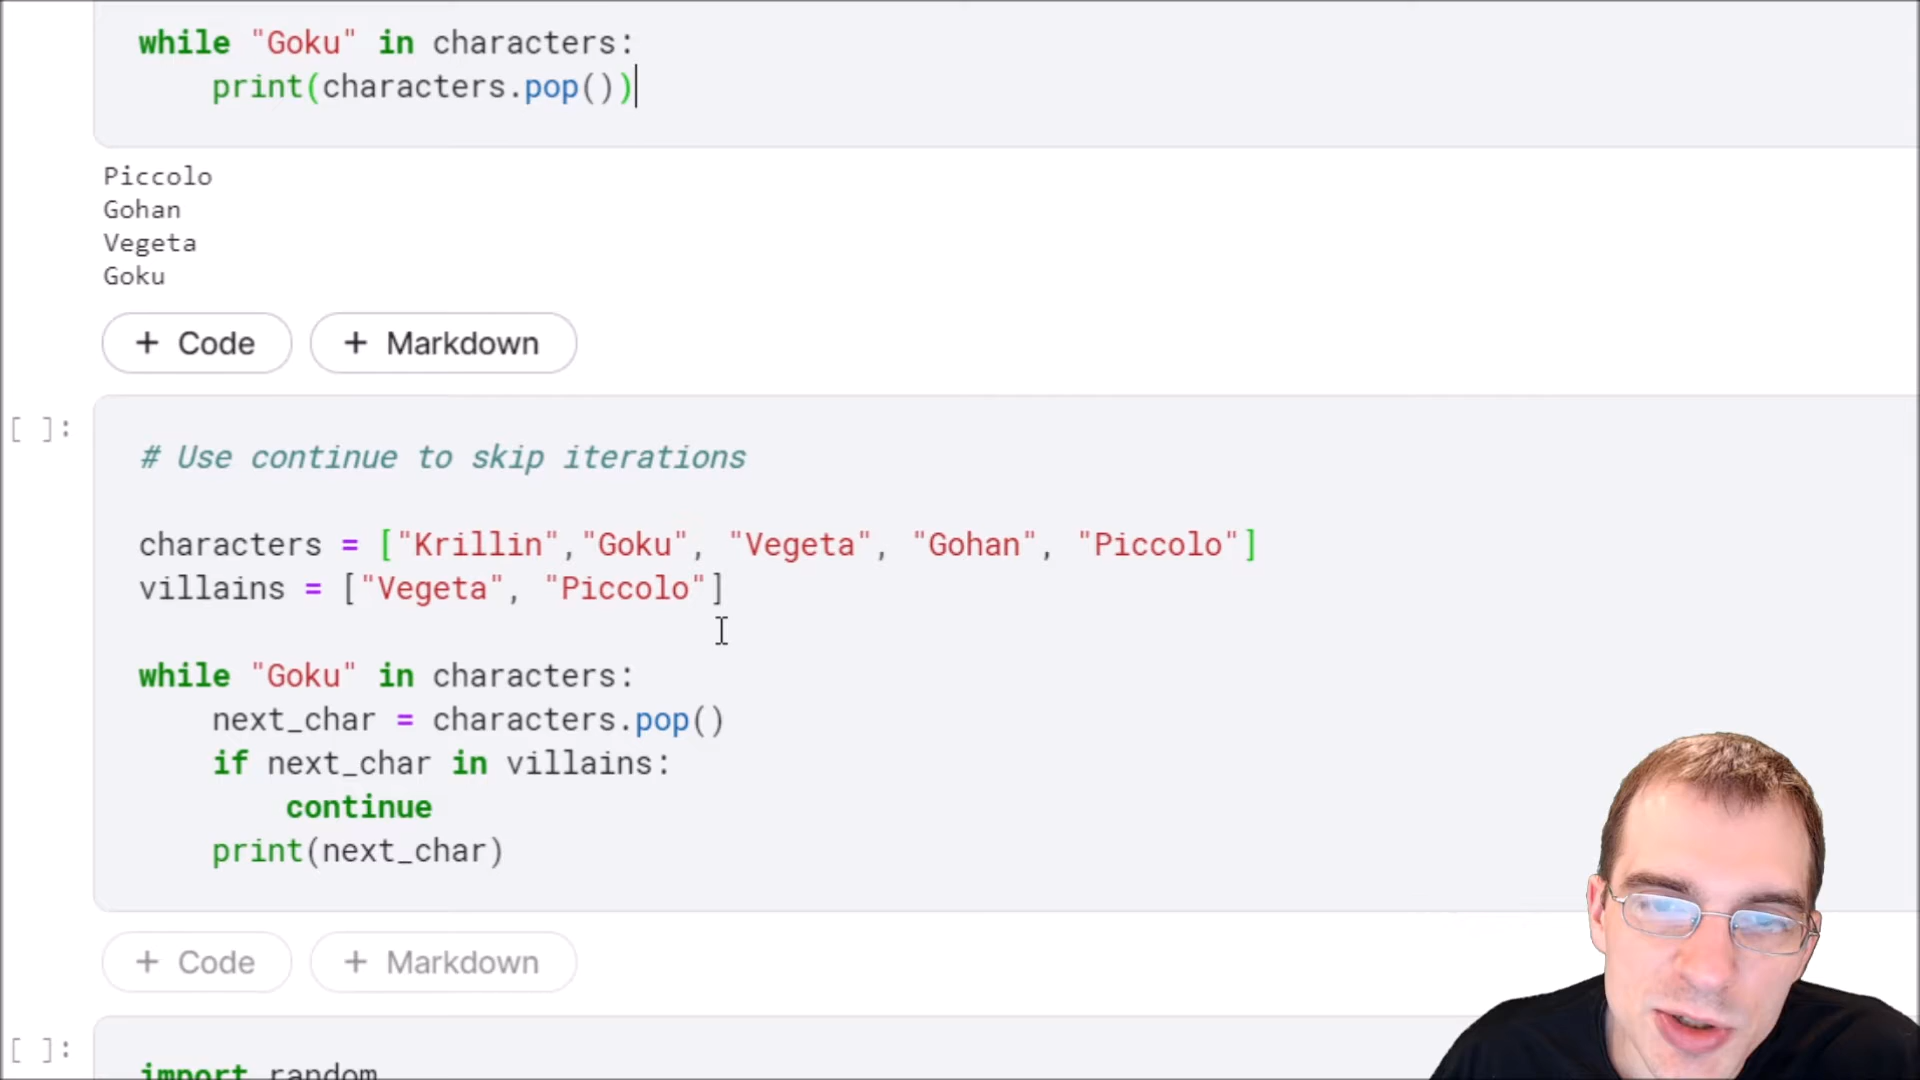 while "Goku" in characters:
    print(characters.pop())
Piccolo
Gohan
Vegeta
Goku
+ Code + Markdown
[ ]:
# Use continue to skip iterations
characters = ["Krillin","Goku", "Vegeta", "Gohan", "Piccolo"]
villains = ["Vegeta", "Piccolo"]
while "Goku" in characters:
    next_char = characters.pop()
    if next_char in villains:
        continue
    print(next_char)
+ Code + Markdown
[ ]:
import random